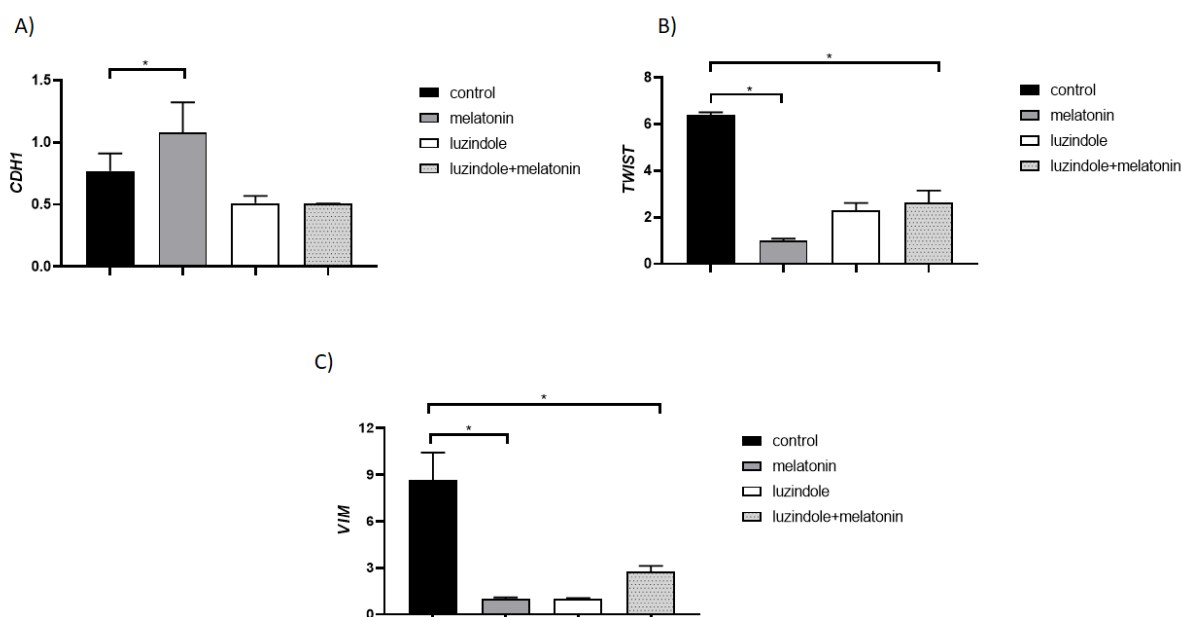 A)
*
1.5
1.0
0.5
0.0
CDH1
control
melatonin
luzindole
luzindole+melatonin
B)
*
*
8
6
4
2
0
TWIST
control
melatonin
luzindole
luzindole+melatonin
C)
*
*
12
9
6
3
0
VIM
control
melatonin
luzindole
luzindole+melatonin